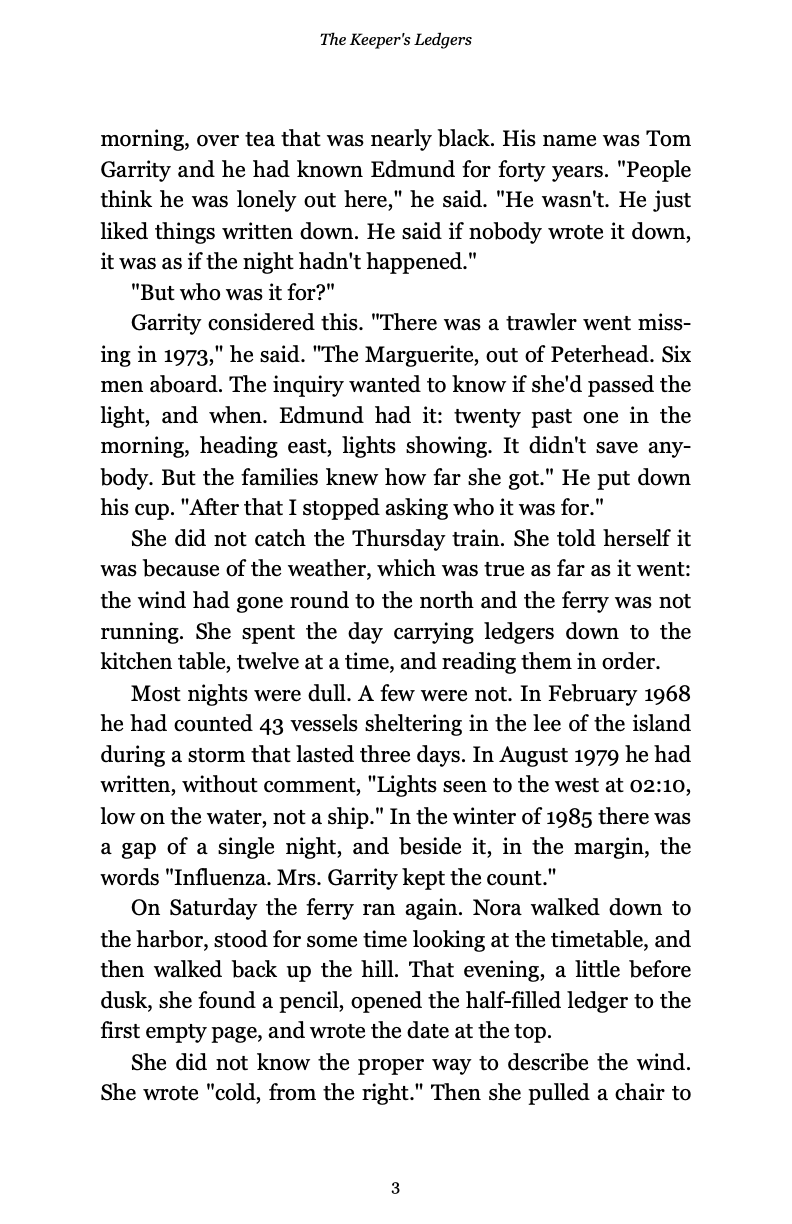 The Keeper's Ledgers
morning, over tea that was nearly black. His name was Tom
Garrity and he had known Edmund for forty years. "People
think he was lonely out here," he said. "He wasn't. He just
liked things written down. He said if nobody wrote it down,
it was as if the night hadn't happened."
"But who was it for?"
Garrity considered this. "There was a trawler went miss-
ing in 1973," he said. "The Marguerite, out of Peterhead. Six
men aboard. The inquiry wanted to know if she'd passed the
light, and when. Edmund had it: twenty past one in the
morning, heading east, lights showing. It didn't save any-
body. But the families knew how far she got." He put down
his cup. "After that I stopped asking who it was for."
She did not catch the Thursday train. She told herself it
was because of the weather, which was true as far as it went:
the wind had gone round to the north and the ferry was not
running. She spent the day carrying ledgers down to the
kitchen table, twelve at a time, and reading them in order.
Most nights were dull. A few were not. In February 1968
he had counted 43 vessels sheltering in the lee of the island
during a storm that lasted three days. In August 1979 he had
written, without comment, "Lights seen to the west at 02:10,
low on the water, not a ship." In the winter of 1985 there was
a gap of a single night, and beside it, in the margin, the
words "Influenza. Mrs. Garrity kept the count."
On Saturday the ferry ran again. Nora walked down to
the harbor, stood for some time looking at the timetable, and
then walked back up the hill. That evening, a little before
dusk, she found a pencil, opened the half-filled ledger to the
first empty page, and wrote the date at the top.
She did not know the proper way to describe the wind.
She wrote "cold, from the right." Then she pulled a chair to
3